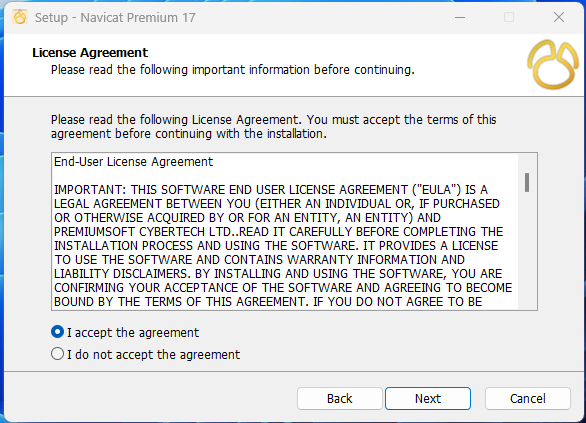 Setup - Navicat Premium 17
License Agreement
Please read the following important information before continuing.
Please read the following License Agreement. You must accept the terms of this
agreement before continuing with the installation.
End-User License Agreement
IMPORTANT: THIS SOFTWARE END USER LICENSE AGREEMENT ("EULA") IS A
LEGAL AGREEMENT BETWEEN YOU (EITHER AN INDIVIDUAL OR, IF PURCHASED
OR OTHERWISE ACQUIRED BY OR FOR AN ENTITY, AN ENTITY) AND
PREMIUMSOFT CYBERTECH LTD..READ IT CAREFULLY BEFORE COMPLETING THE
INSTALLATION PROCESS AND USING THE SOFTWARE. IT PROVIDES A LICENSE
TO USE THE SOFTWARE AND CONTAINS WARRANTY INFORMATION AND
LIABILITY DISCLAIMERS. BY INSTALLING AND USING THE SOFTWARE, YOU ARE
CONFIRMING YOUR ACCEPTANCE OF THE SOFTWARE AND AGREEING TO BECOME
BOUND BY THE TERMS OF THIS AGREEMENT. IF YOU DO NOT AGREE TO BE
I accept the agreement
I do not accept the agreement
Back
Next
Cancel